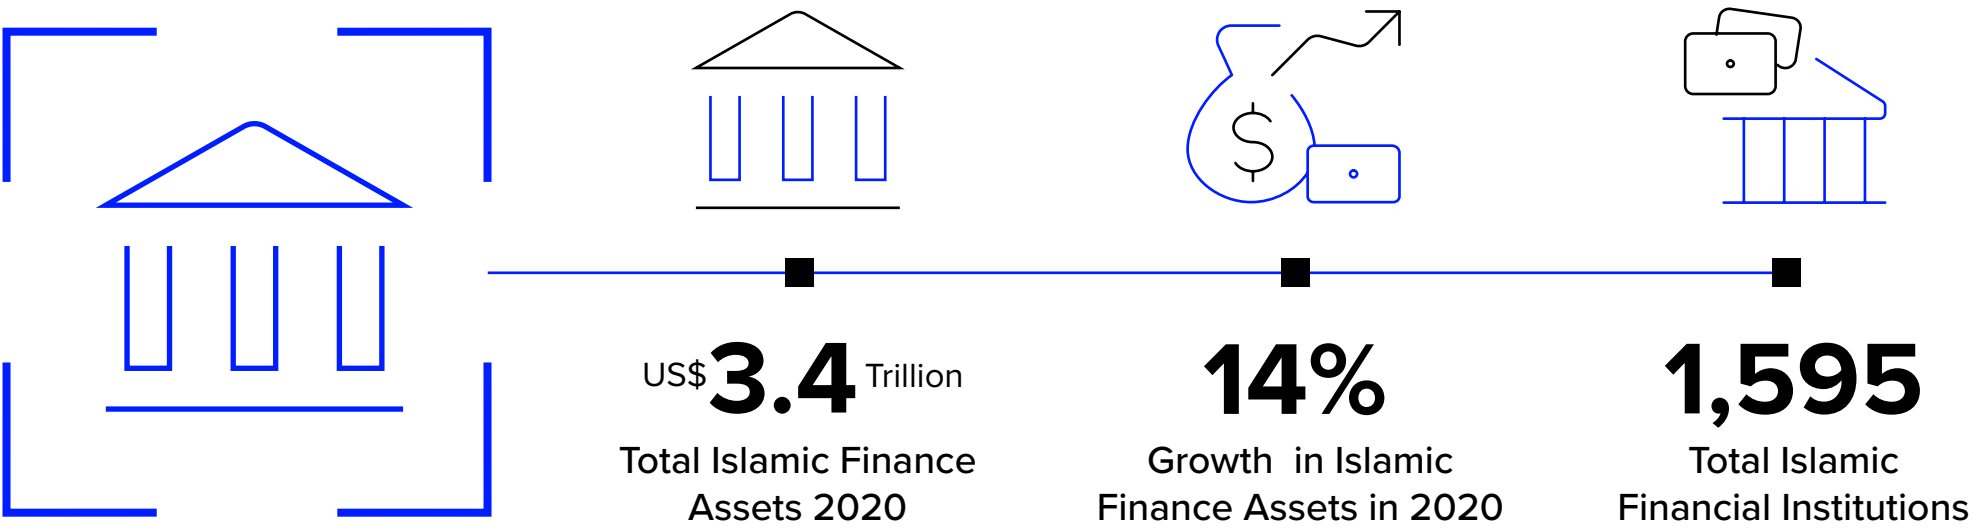 US$3.4 Trillion
Total Islamic Finance
Assets 2020
14%
Growth in Islamic
Finance Assets in 2020
1,595
Total Islamic
Financial Institutions